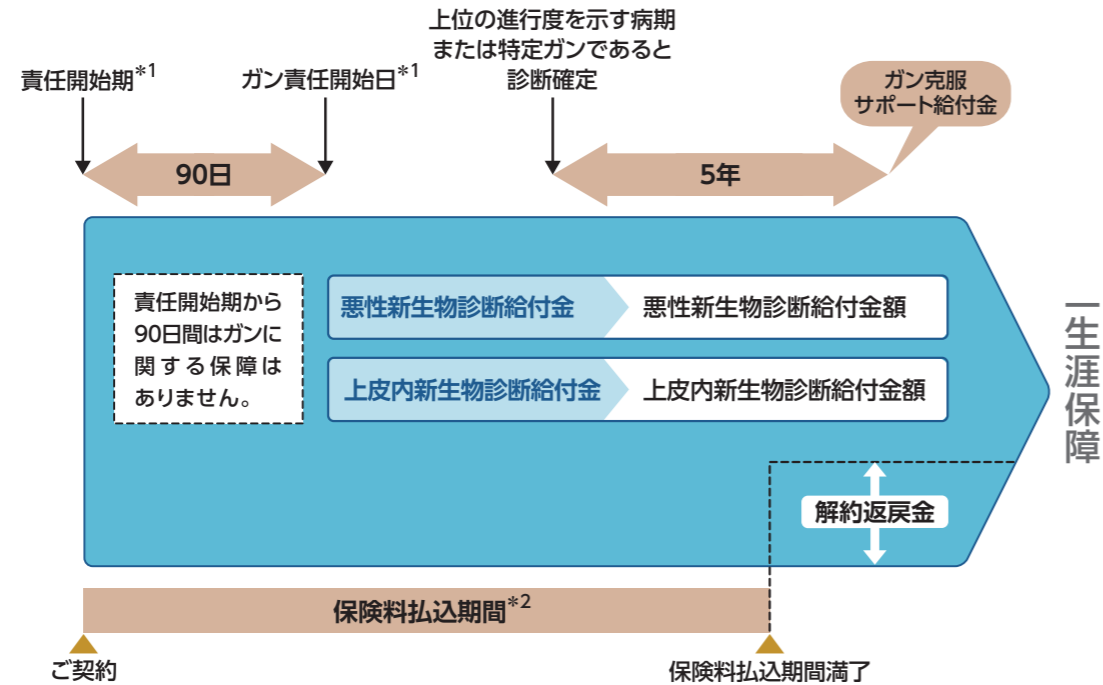 上位の進行度を示す病期
または特定ガンであると
診断確定
責任開始期*1
ガン責任開始日*1
ガン克服
サポート給付金
90日
5年
責任開始期から
90日間はガンに
関する保障は
ありません。
悪性新生物診断給付金
悪性新生物診断給付金額
上皮内新生物診断給付金
上皮内新生物診断給付金額
一生涯保障
解約返戻金
保険料払込期間*2
ご契約
保険料払込期間満了